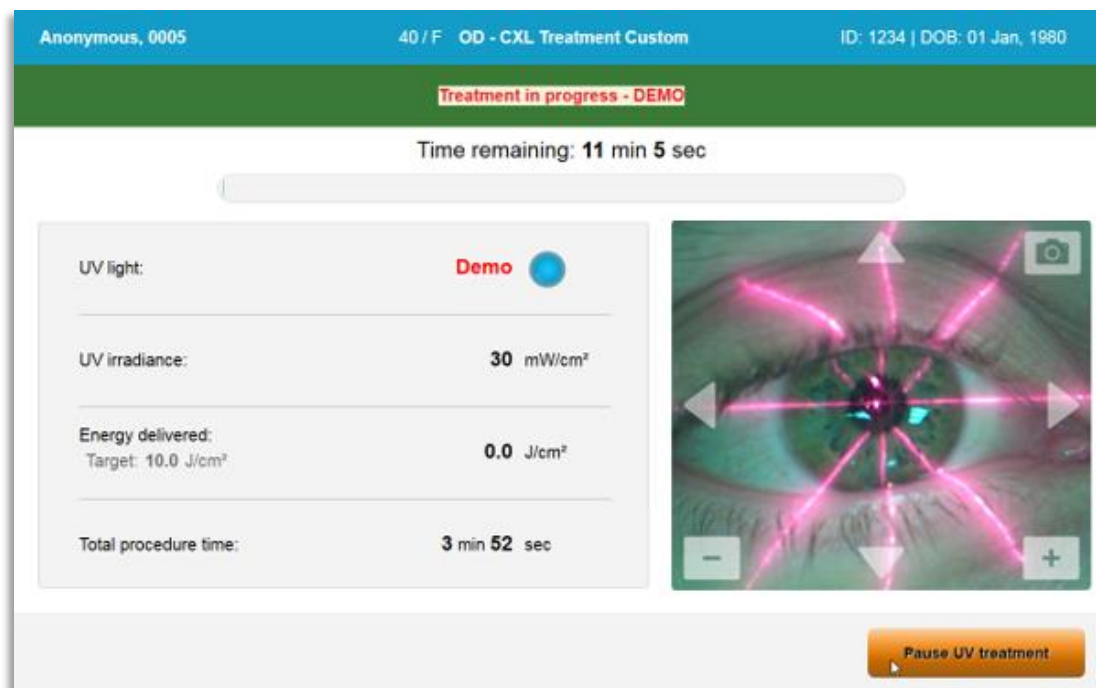 Anonymous, 0005 40 / F OD - CXL Treatment Custom ID: 1234 | DOB: 01 Jan, 1980
Treatment in progress - DEMO
Time remaining: 11 min 5 sec
UV light: Demo
UV irradiance: 30 mW/cm²
Energy delivered: 0.0 J/cm²
Target: 10.0 J/cm²
Total procedure time: 3 min 52 sec
Pause UV treatment